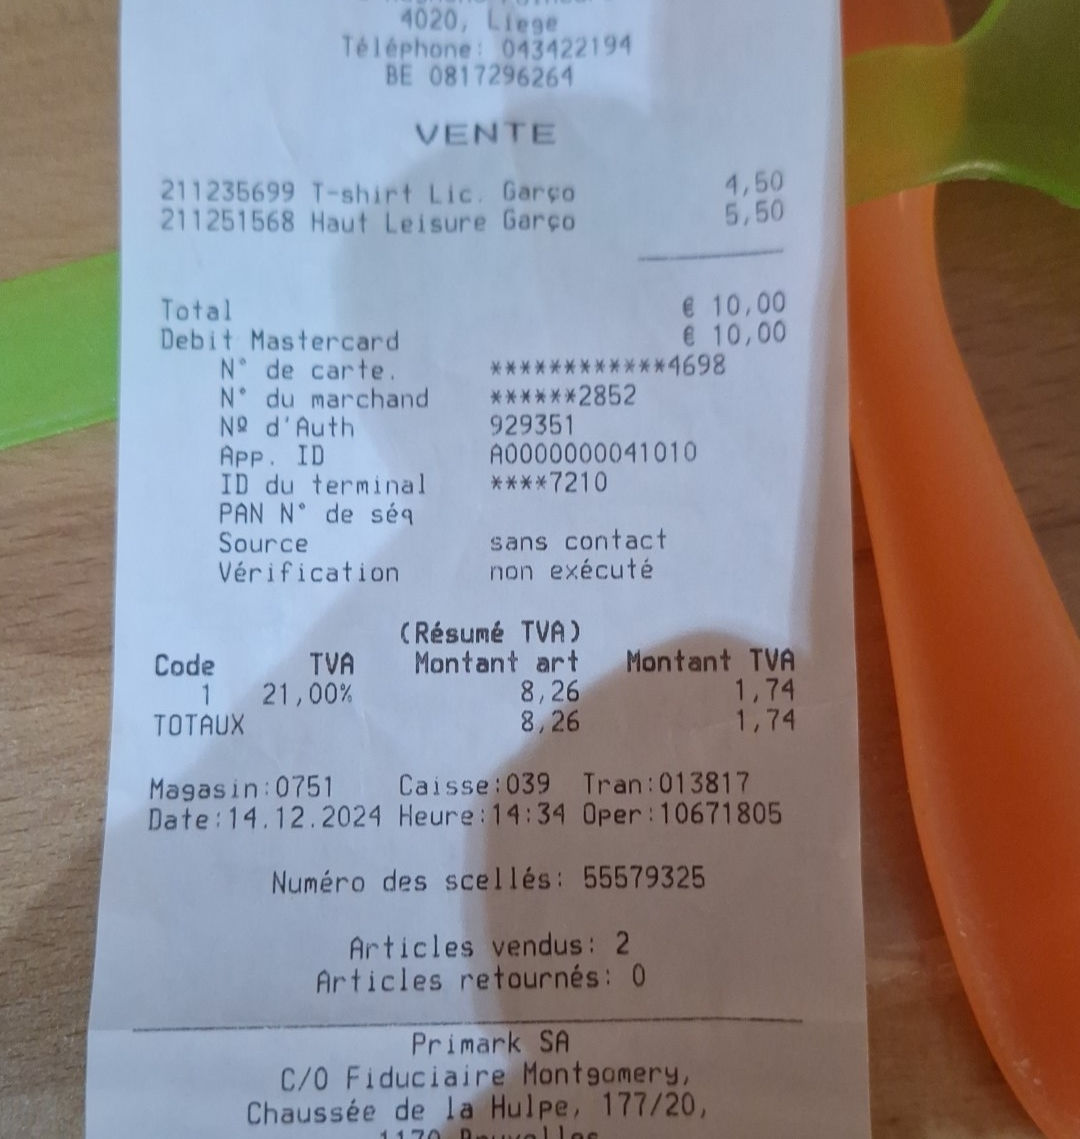 4020, Liege
Téléphone: 043422194
BE 0817296264
VENTE
211235699 T-shirt Lic. Garço 4,50
211251568 Haut Leisure Garço 5,50
Total € 10,00
Debit Mastercard € 10,00
N° de carte. ************4698
N° du marchand ******2852
Nº d'Auth 929351
App. ID A0000000041010
ID du terminal ****7210
PAN N° de séq
Source sans contact
Vérification non exécuté
(Résumé TVA)
Code TVA Montant art Montant TVA
1 21,00% 8,26 1,74
TOTAUX 8,26 1,74
Magasin:0751 Caisse:039 Tran:013817
Date:14.12.2024 Heure:14:34 Oper:10671805
Numéro des scellés: 55579325
Articles vendus: 2
Articles retournés: 0
Primark SA
C/O Fiduciaire Montgomery,
Chaussée de la Hulpe, 177/20,
1170 Bruxelles